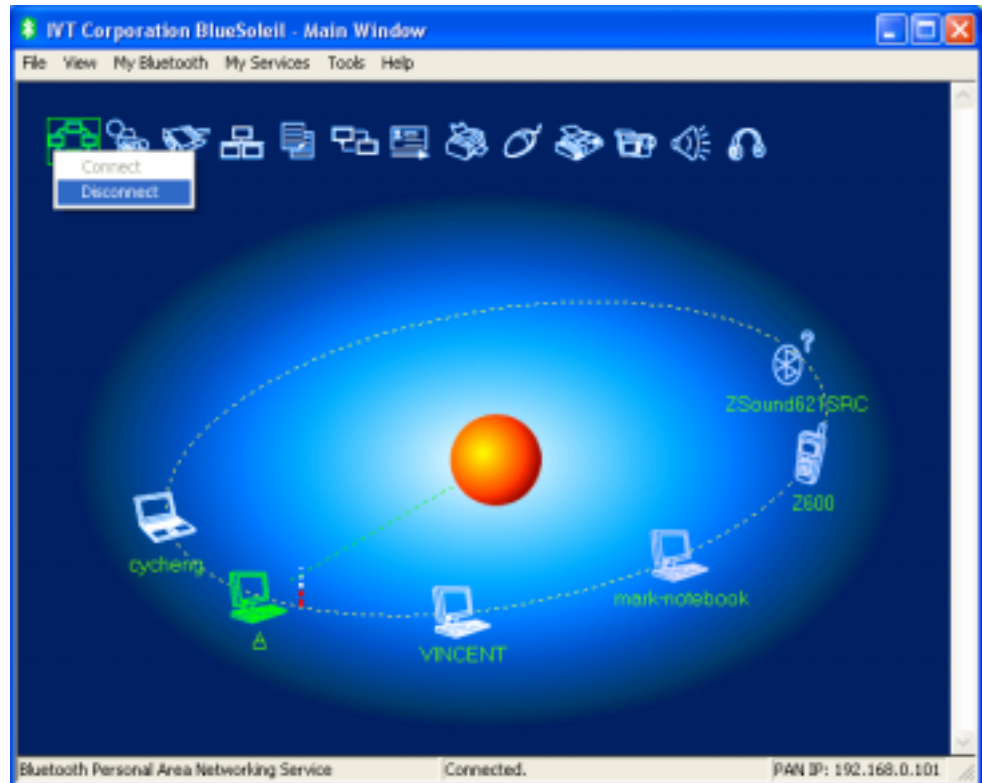 IVT Corporation BlueSoleil - Main Window
File View My Bluetooth My Services Tools Help
Connect
Disconnect
?
ZSound621SRC
Z600
cycheng
mark-notebook
A
VINCENT
Bluetooth Personal Area Networking Service Connected. PAN IP: 192.168.0.101